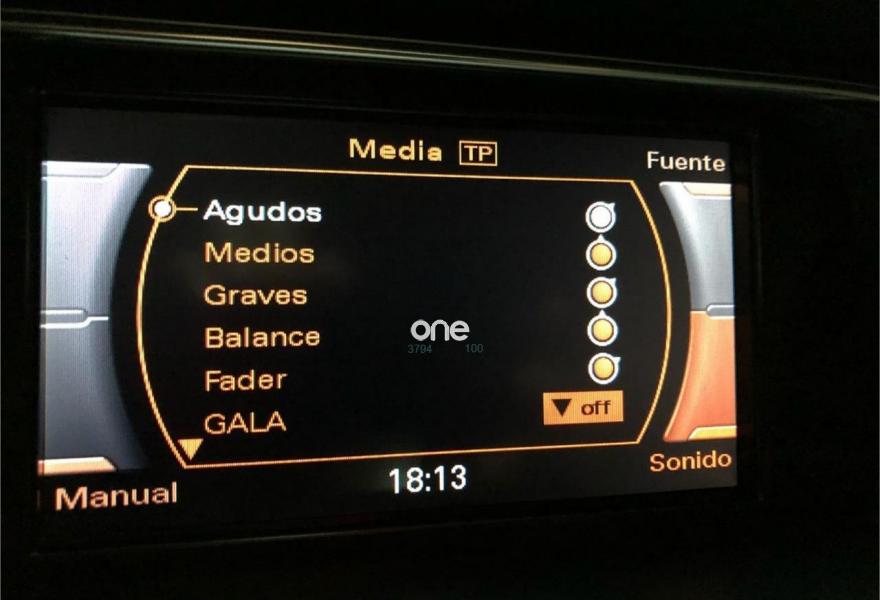 Media TP
Fuente
Agudos
Medios
Graves
Balance
Fader
GALA
off
one
3794 100
Manual
18:13
Sonido